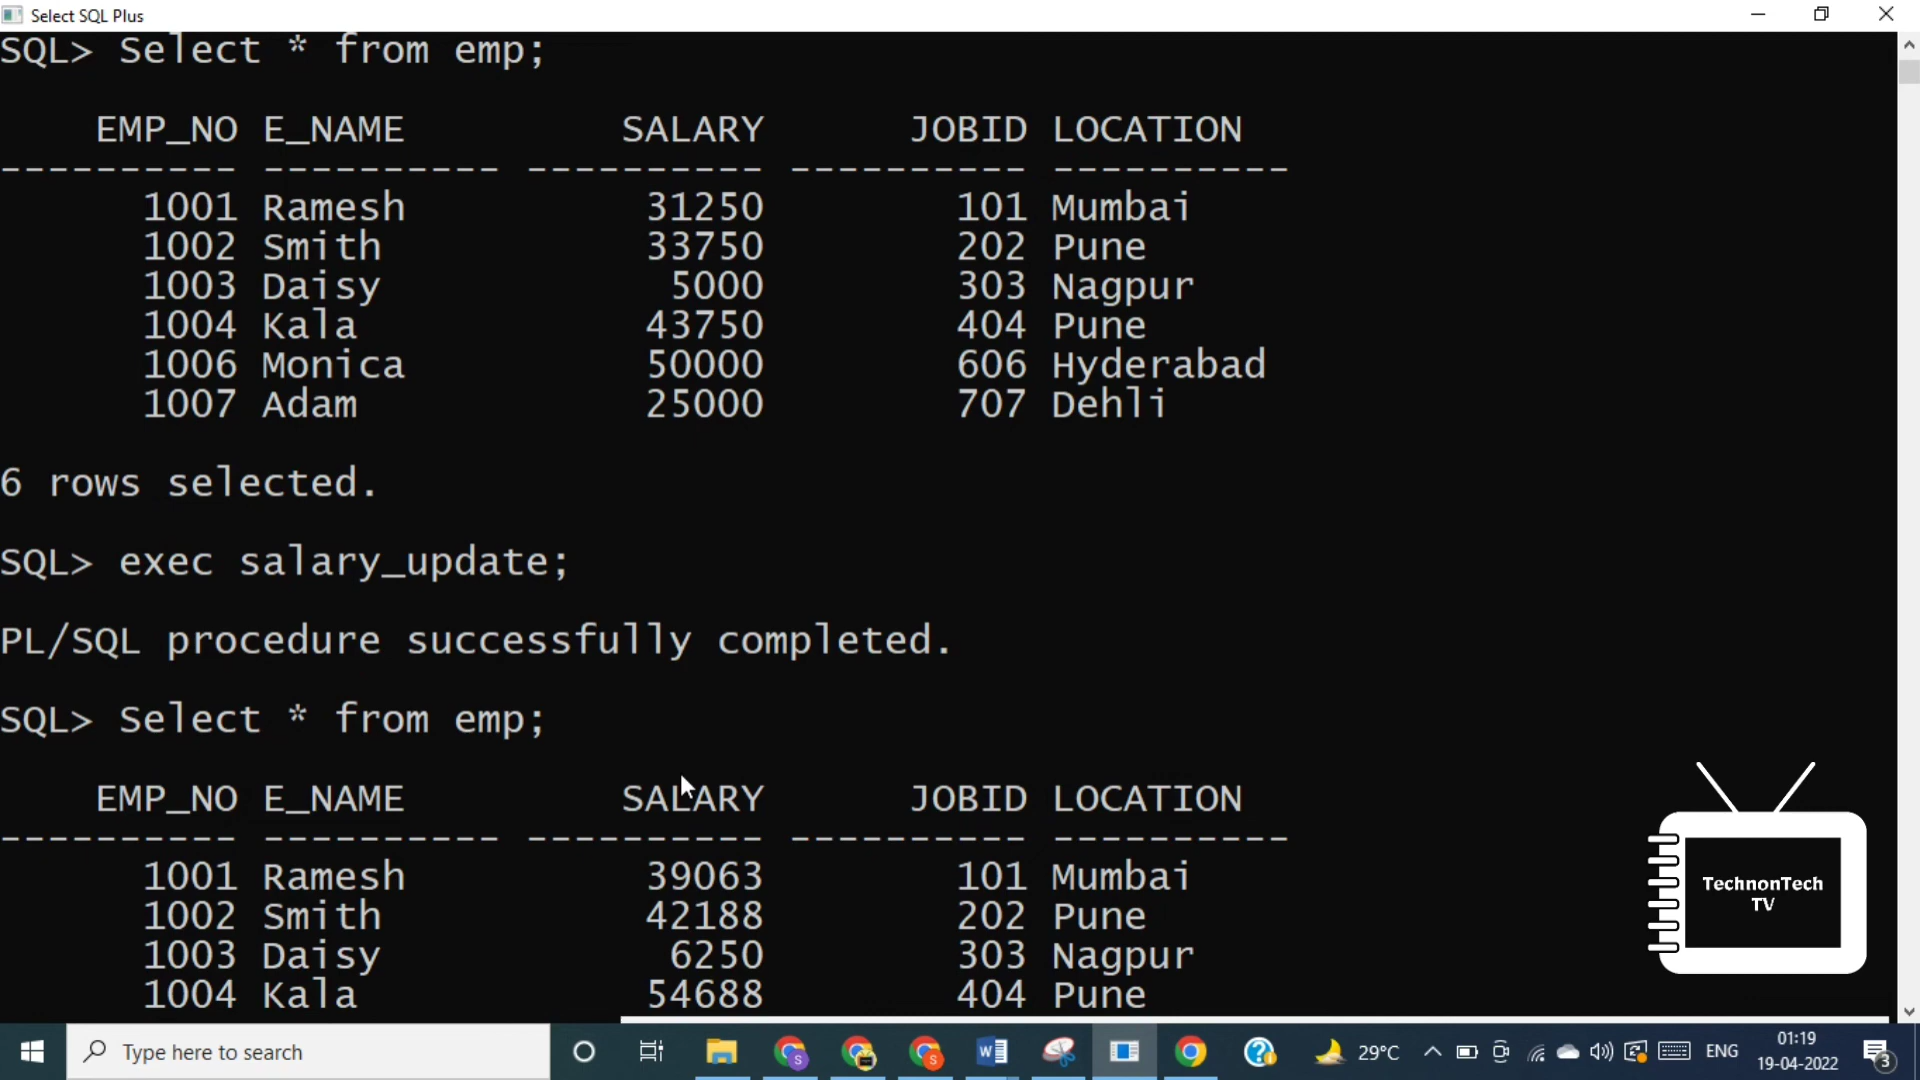 Select SQL Plus
SQL> Select * from emp;
EMP_NO E_NAME SALARY JOBID LOCATION
---------- ---------- ---------- ---------- ----------
1001 Ramesh 31250 101 Mumbai
1002 Smith 33750 202 Pune
1003 Daisy 5000 303 Nagpur
1004 Kala 43750 404 Pune
1006 Monica 50000 606 Hyderabad
1007 Adam 25000 707 Dehli
6 rows selected.
SQL> exec salary_update;
PL/SQL procedure successfully completed.
SQL> Select * from emp;
EMP_NO E_NAME SALARY JOBID LOCATION
---------- ---------- ---------- ---------- ----------
1001 Ramesh 39063 101 Mumbai
1002 Smith 42188 202 Pune
1003 Daisy 6250 303 Nagpur
1004 Kala 54688 404 Pune
TechnonTech
TV
Type here to search
29°C
ENG
01:19
19-04-2022
3